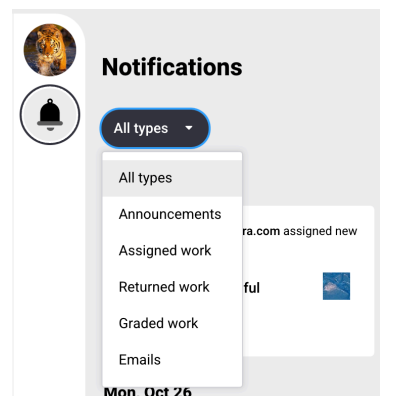 Notifications
All types
All types
Announcements
ra.com assigned new
Assigned work
Returned work
ful
Graded work
Emails
Mon, Oct 26